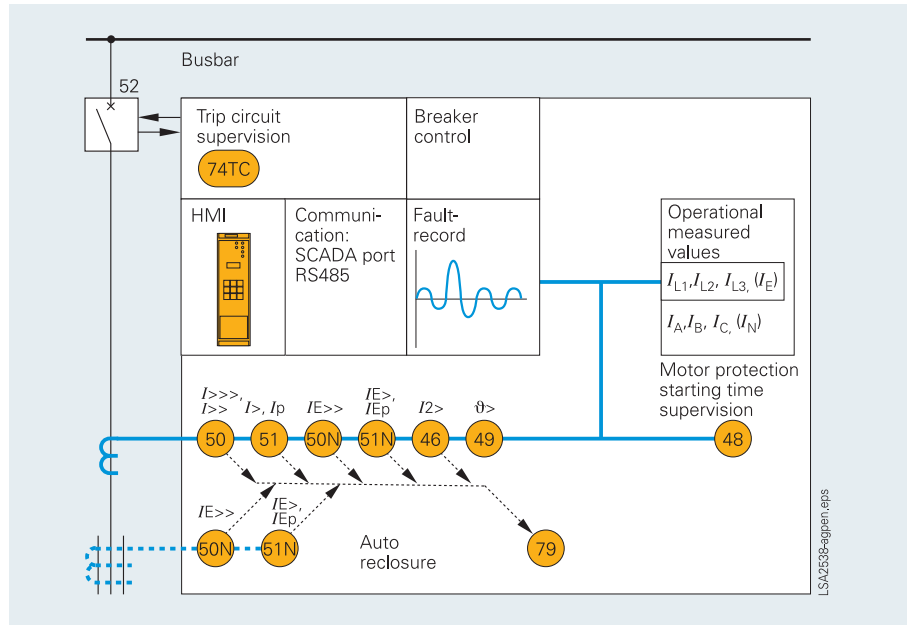 Busbar
52
Trip circuit
supervision
74TC
Breaker
control
HMI
Communi-
cation:
SCADA port
RS485
Fault-
record
Operational
measured
values
IL1,IL2, IL3, (IE)
IA,IB, IC, (IN)
Motor protection
starting time
supervision
I>>>,
I>>
I>, Ip
IE>>
IE>,
IEp
I2>
ϑ>
50
51
50N
51N
46
49
48
IE>>
IE>,
IEp
50N
51N
Auto
reclosure
79
LSA2538-agpen.eps